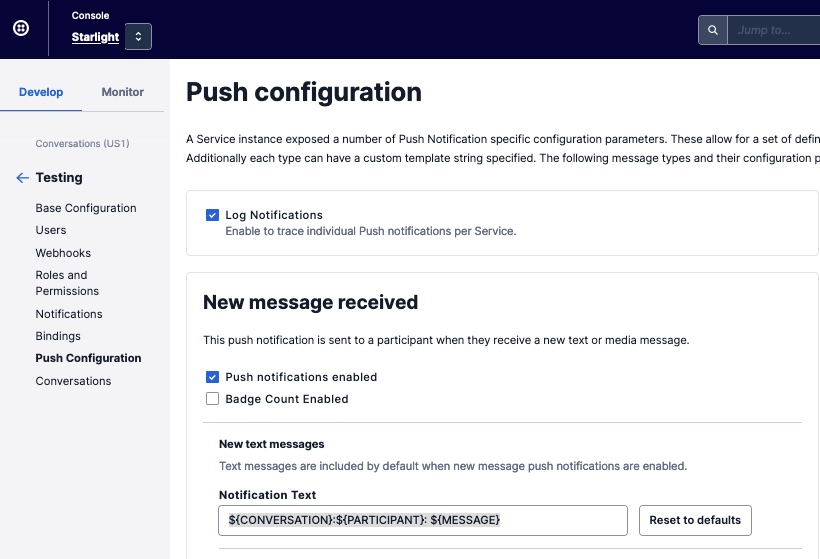 Console
Starlight
Jump to...
Develop
Monitor
Conversations (US1)
Testing
Base Configuration
Users
Webhooks
Roles and
Permissions
Notifications
Bindings
Push Configuration
Conversations
Push configuration
A Service instance exposed a number of Push Notification specific configuration parameters. These allow for a set of defin
Additionally each type can have a custom template string specified. The following message types and their configuration p
Log Notifications
Enable to trace individual Push notifications per Service.
New message received
This push notification is sent to a participant when they receive a new text or media message.
Push notifications enabled
Badge Count Enabled
New text messages
Text messages are included by default when new message push notifications are enabled.
Notification Text
${CONVERSATION}:${PARTICIPANT}: ${MESSAGE}
Reset to defaults